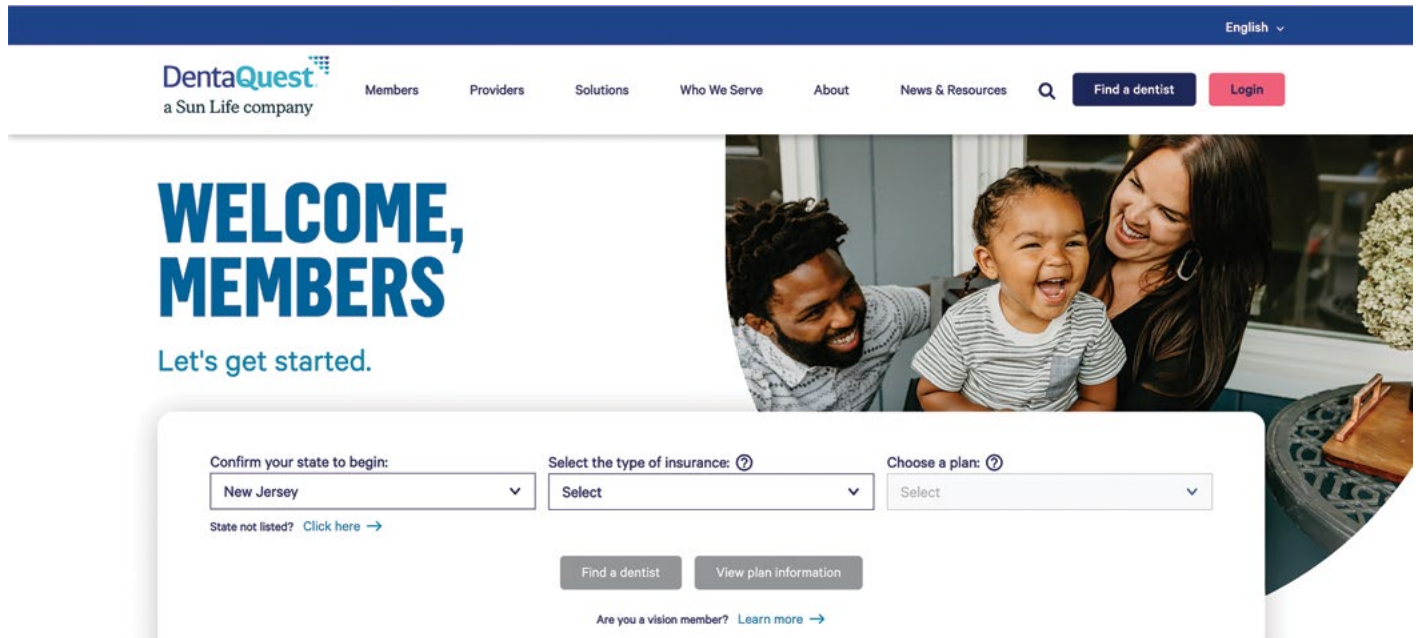 English
DentaQuest
a Sun Life company
Members Providers Solutions Who We Serve About News & Resources Find a dentist Login
WELCOME,
MEMBERS
Let's get started.
Confirm your state to begin: Select the type of insurance: ? Choose a plan: ?
New Jersey Select Select
State not listed? Click here →
Find a dentist View plan information
Are you a vision member? Learn more →